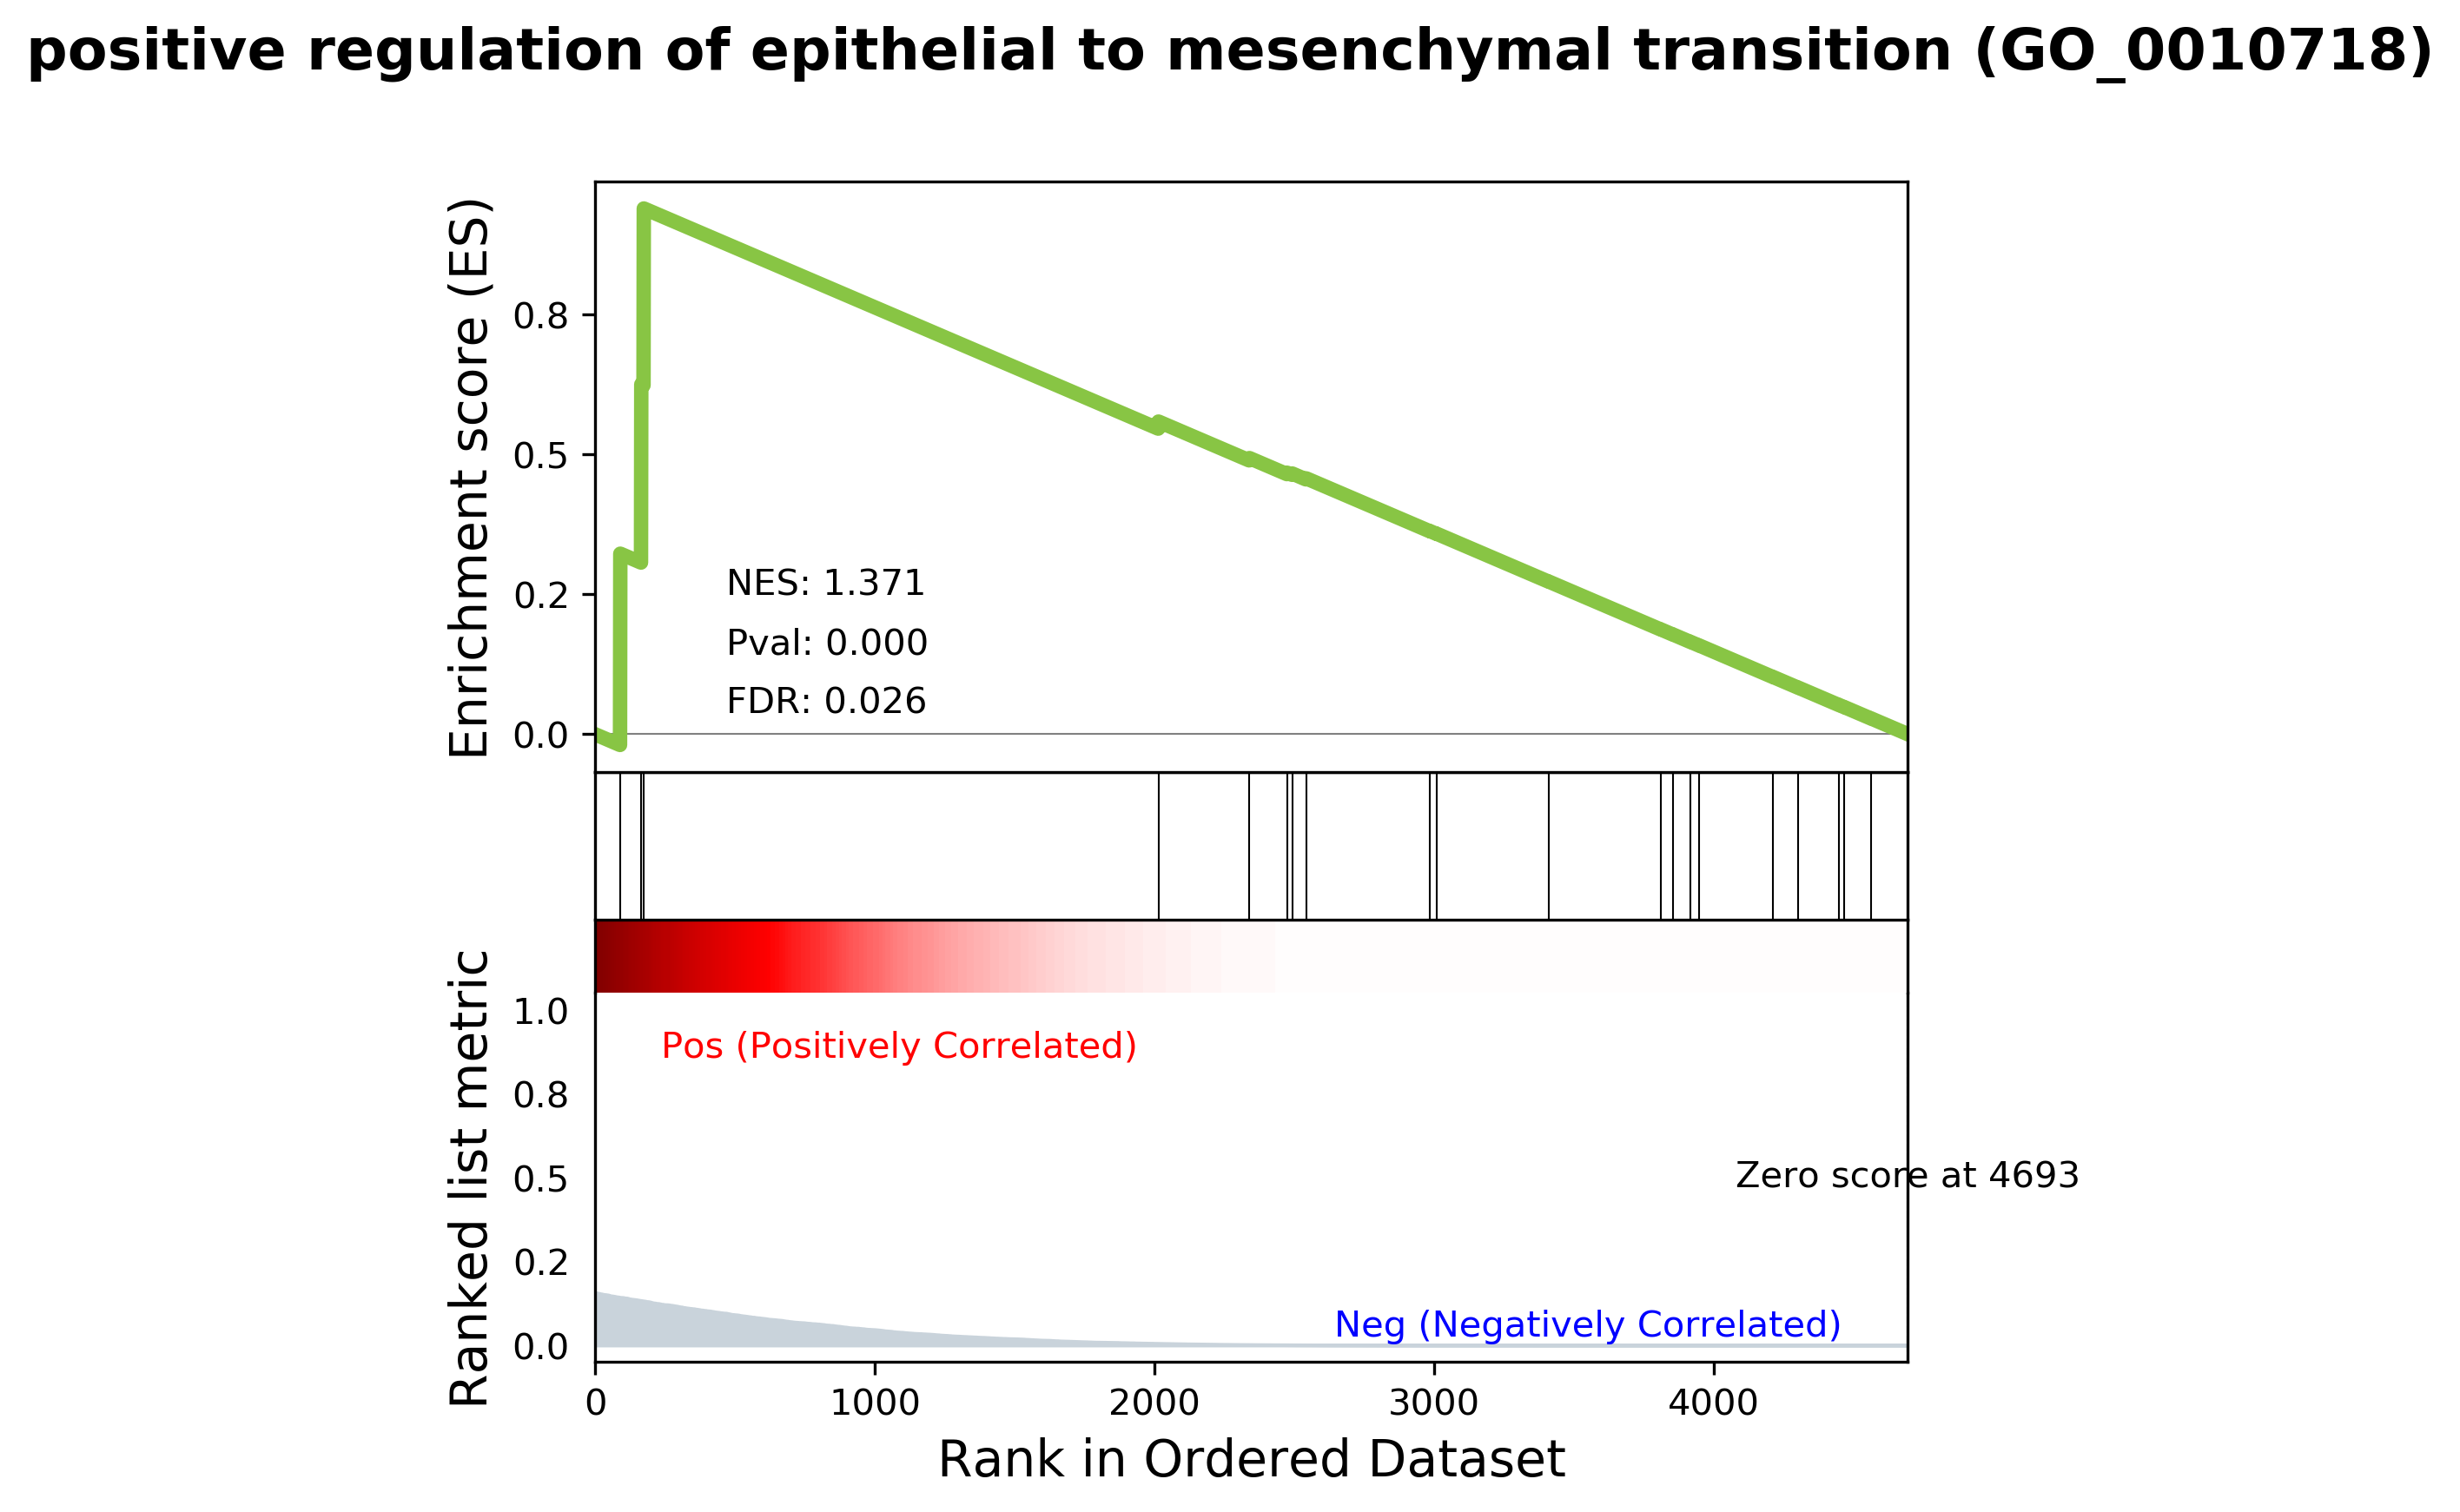 positive regulation of epithelial to mesenchymal transition (GO_0010718)
Enrichment score (ES)
0.8
0.5
0.2
0.0
NES: 1.371
Pval: 0.000
FDR: 0.026
Ranked list metric
1.0
0.8
0.5
0.2
0.0
Pos (Positively Correlated)
Zero score at 4693
Neg (Negatively Correlated)
0
1000
2000
3000
4000
Rank in Ordered Dataset